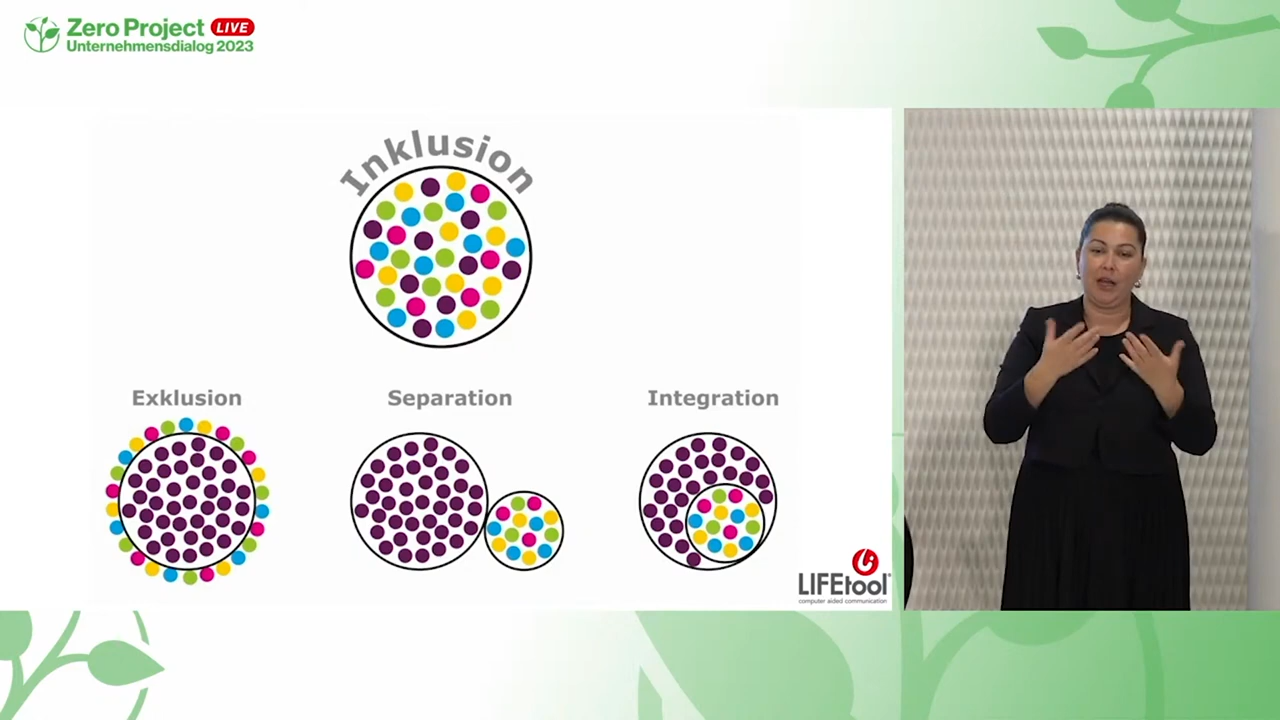 Zero Project LIVE
Unternehmensdialog 2023
Inklusion
Exklusion
Separation
Integration
LIFEtool®
computer aided communication